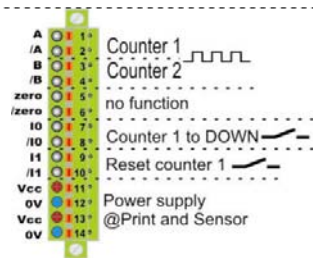 A 1 Counter 1
/A 2
B 3 Counter 2
/B 4
zero 5 no function
/zero 6
I0 7 Counter 1 to DOWN
/I0 8
I1 9 Reset counter 1
/I1 10
Vcc 11 Power supply
0V 12 @Print and Sensor
Vcc 13
0V 14